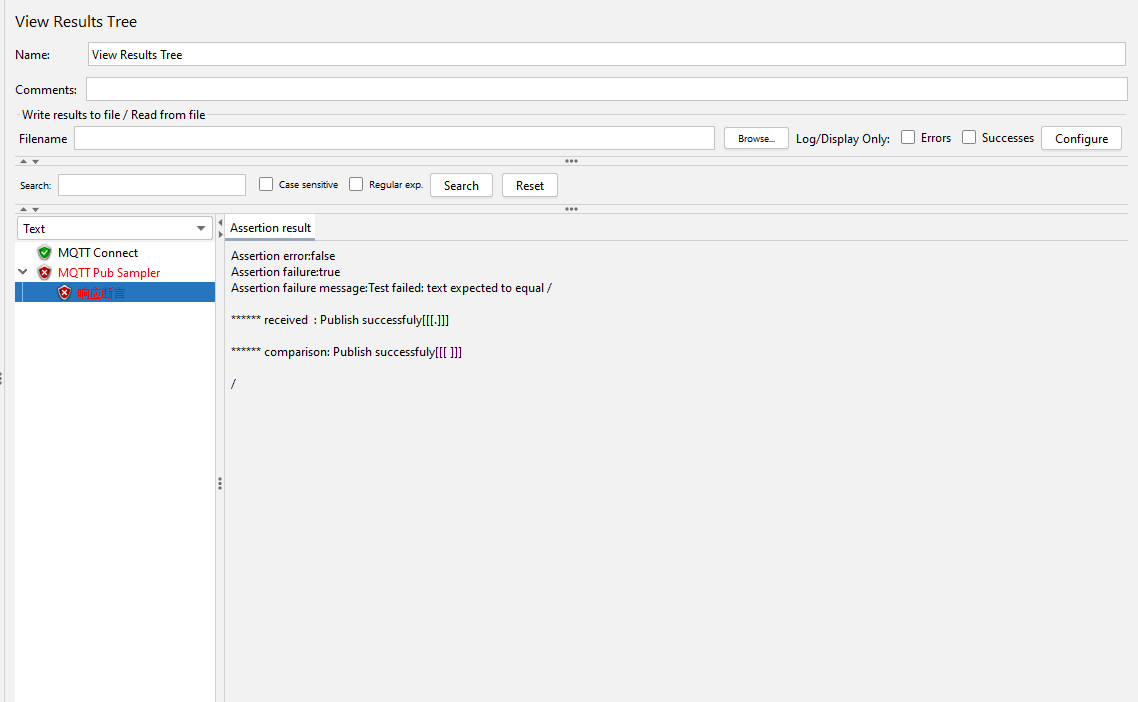 View Results Tree
Name: View Results Tree
Comments:
Write results to file / Read from file
Filename Browse... Log/Display Only: Errors Successes Configure
Search: Case sensitive Regular exp. Search Reset
Text
MQTT Connect
MQTT Pub Sampler
响应断言
Assertion result
Assertion error:false
Assertion failure:true
Assertion failure message:Test failed: text expected to equal /
****** received : Publish successfuly[[[.]]]
****** comparison: Publish successfuly[[[ ]]]
/